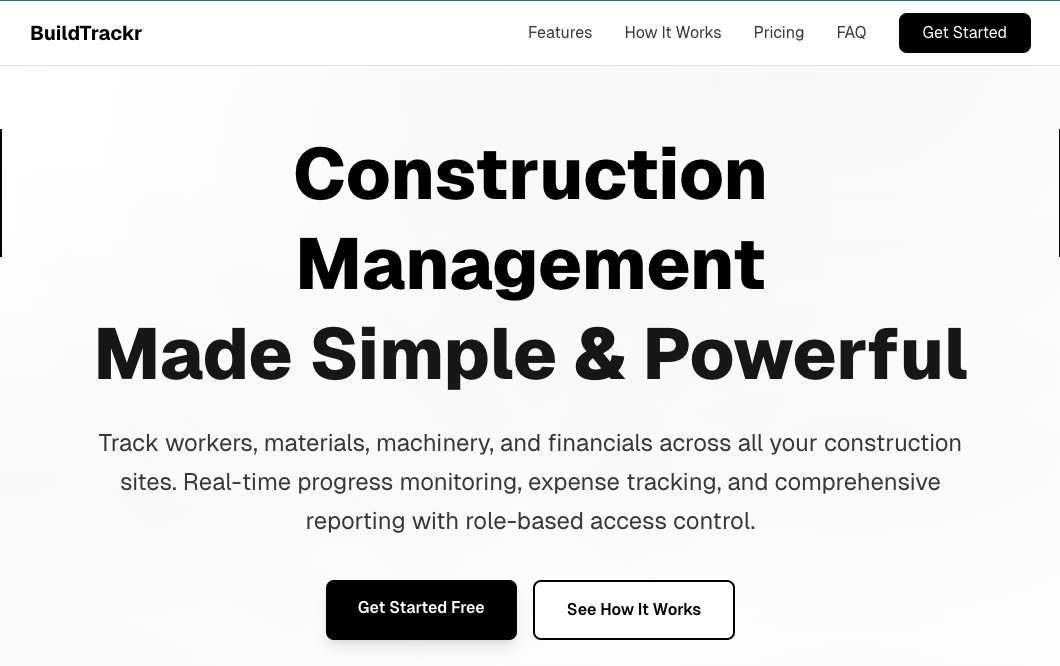 BuildTrackr
Features
How It Works
Pricing
FAQ
Get Started
Construction
Management
Made Simple & Powerful
Track workers, materials, machinery, and financials across all your construction
sites. Real-time progress monitoring, expense tracking, and comprehensive
reporting with role-based access control.
Get Started Free
See How It Works